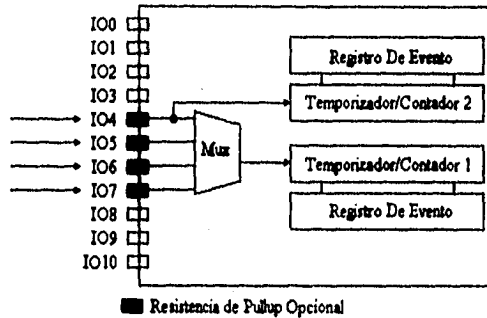 IO0
IO1
IO2
IO3
IO4
IO5
IO6
IO7
IO8
IO9
IO10
Mux
Registro De Evento
Temporizador/Contador 2
Temporizador/Contador 1
Registro De Evento
Resistencia de Pullup Opcional